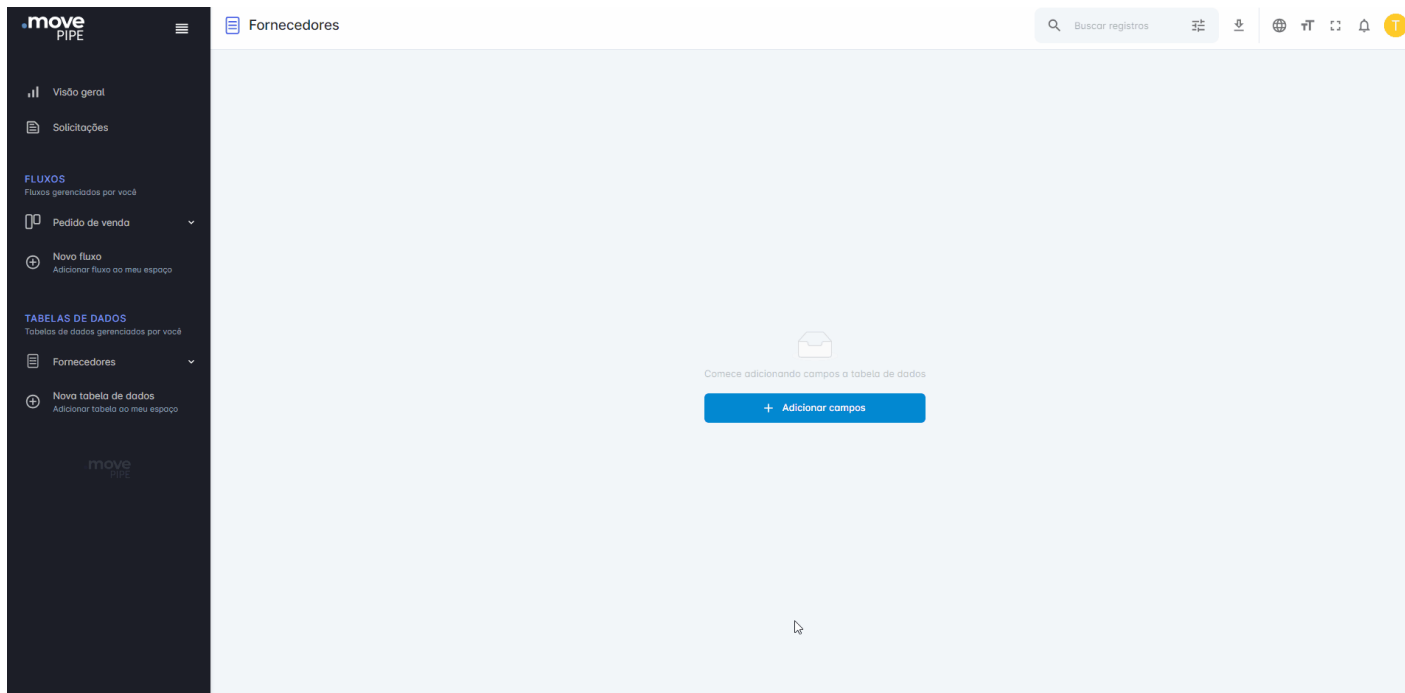 .move
PIPE
Fornecedores
Buscar registros
T
Visão geral
Solicitações
FLUXOS
Fluxos gerenciados por você
Pedido de venda
Novo fluxo
Adicionar fluxo ao meu espaço
TABELAS DE DADOS
Tabelas de dados gerenciados por você
Fornecedores
Nova tabela de dados
Adicionar tabela ao meu espaço
.move
PIPE
Comece adicionando campos a tabela de dados
+ Adicionar campos